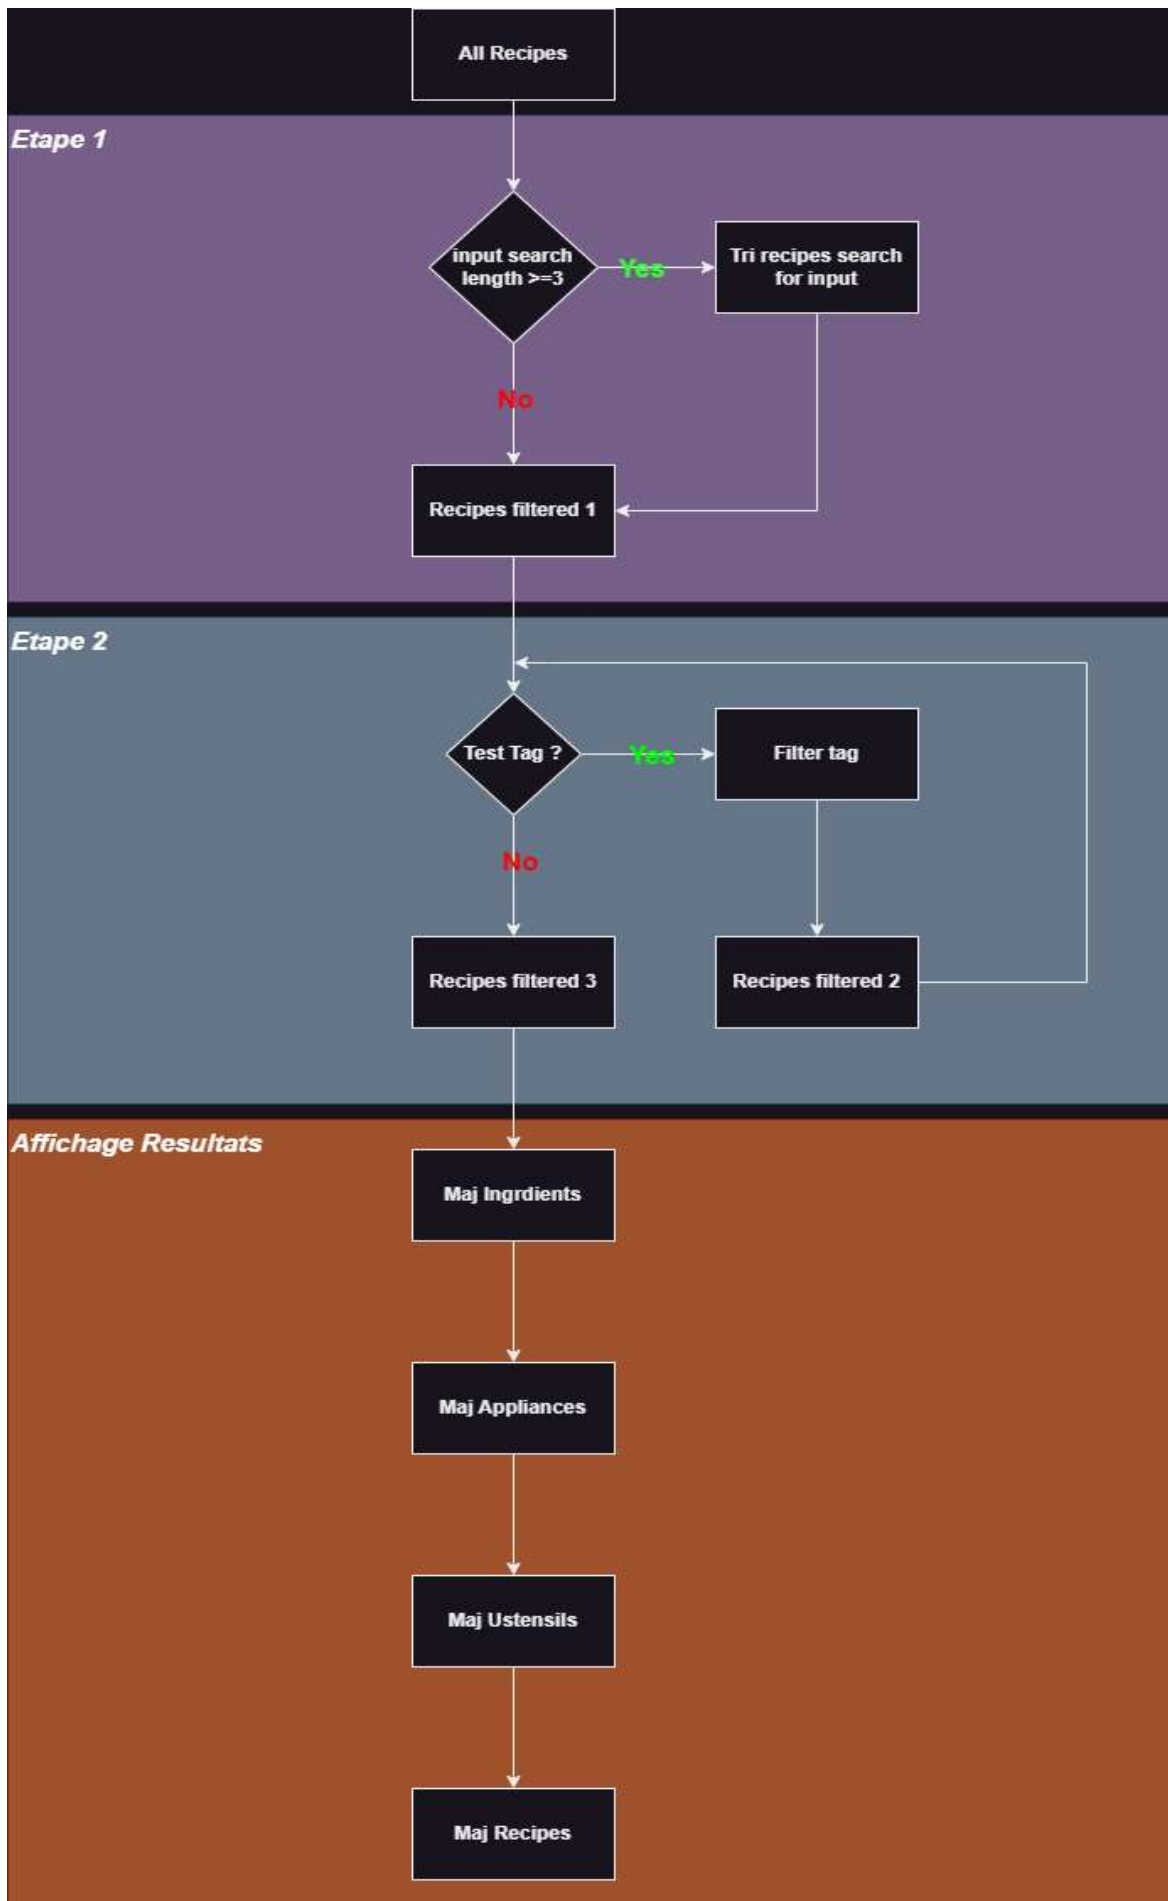 All Recipes
Etape 1
input search
length >=3
Yes
Tri recipes search
for input
No
Recipes filtered 1
Etape 2
Test Tag ?
Yes
Filter tag
No
Recipes filtered 3
Recipes filtered 2
Affichage Resultats
Maj Ingrdients
Maj Appliances
Maj Ustensils
Maj Recipes